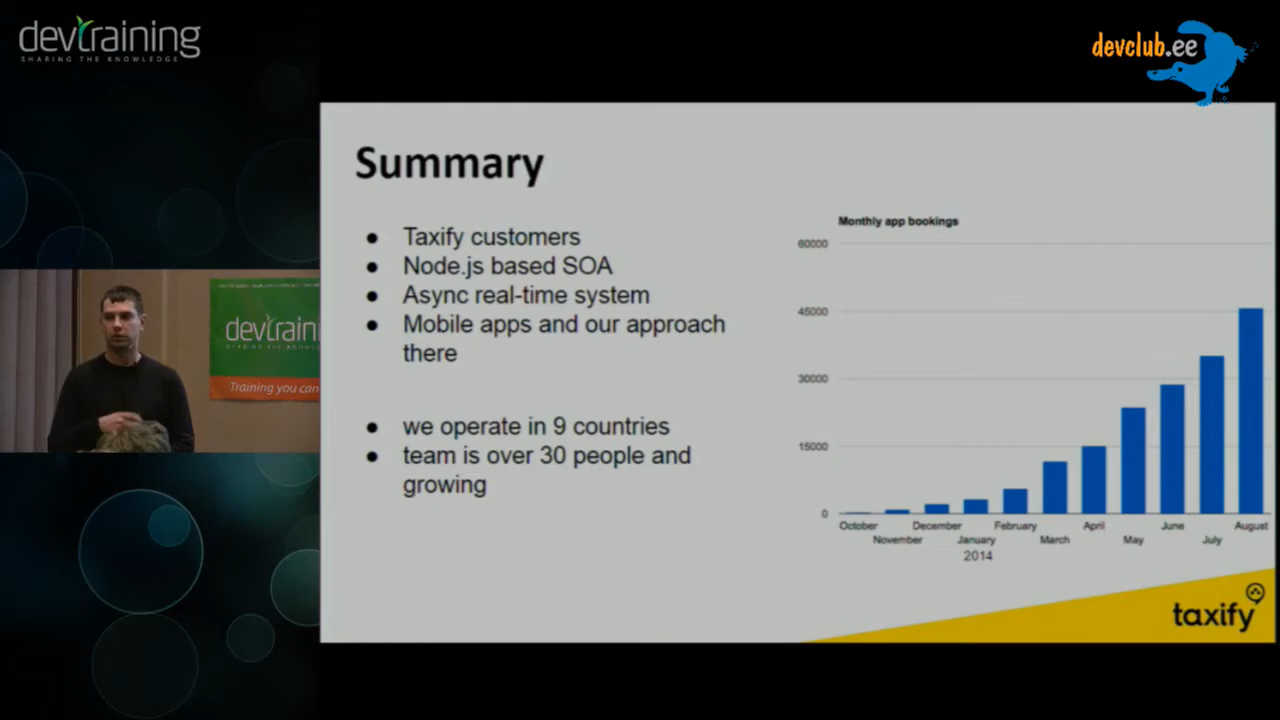 devtraining
SHARING THE KNOWLEDGE
devclub.ee
Summary
● Taxify customers
● Node.js based SOA
● Async real-time system
● Mobile apps and our approach
there
● we operate in 9 countries
● team is over 30 people and
growing
Monthly app bookings
60000
45000
30000
15000
0
October
November
December
January
February
March
April
May
June
July
August
2014
taxify
devtrain
Training you can